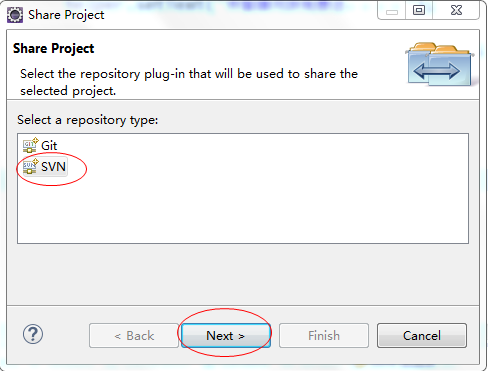 Share Project
Share Project
Select the repository plug-in that will be used to share the
selected project.
Select a repository type:
Git
SVN
< Back
Next >
Finish
Cancel